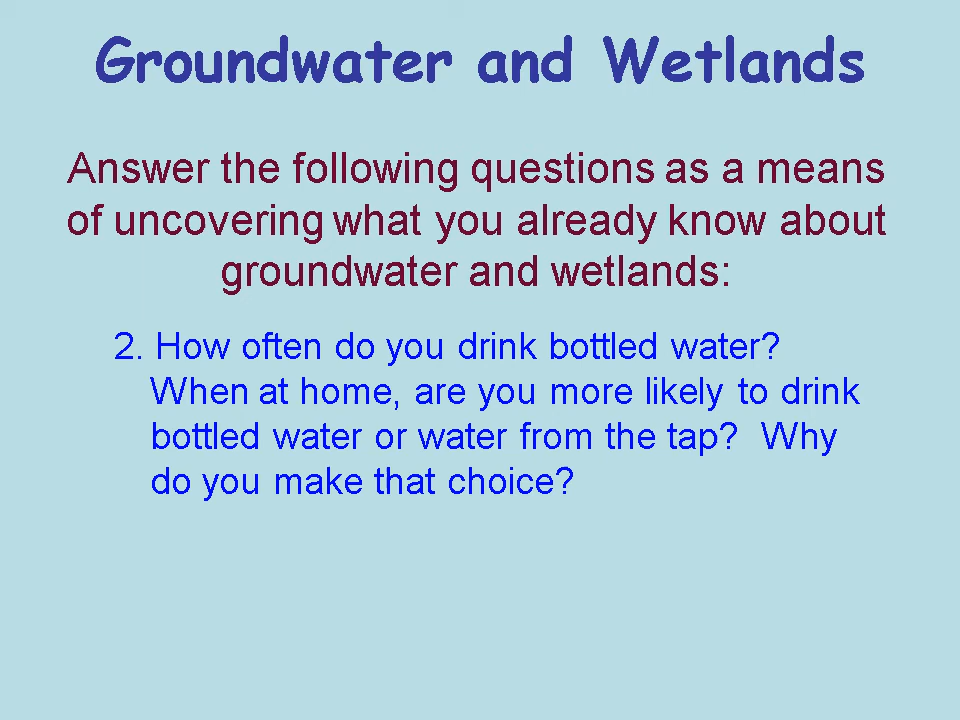 Groundwater and Wetlands
Answer the following questions as a means
of uncovering what you already know about
groundwater and wetlands:
2. How often do you drink bottled water?
When at home, are you more likely to drink
bottled water or water from the tap?  Why
do you make that choice?